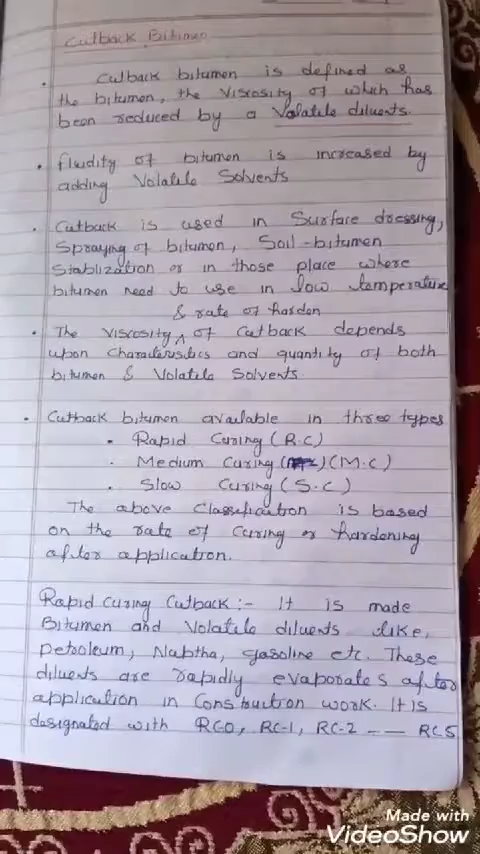 Cutback Bitumen
• Cutback bitumen is defined as
the bitumen, the viscosity of which has
been reduced by a Volatile diluents.
• fluidity of bitumen is increased by
adding Volatile Solvents
• Cutback is used in Surface dressing,
Spraying of bitumen, Soil-bitumen
Stablization or in those place where
bitumen need to use in low temperature
& rate of harden
• The viscosity ^ of Cutback depends
upon characteristics and quantity of both
bitumen & Volatile Solvents.
• Cutback bitumen available in three types
• Rapid Curing (R.C)
• Medium Curing (M.C)
• Slow Curing (S.C)
The above classification is based
on the rate of Curing or hardening
after application.
Rapid Curing Cutback :- It is made
Bitumen and Volatile diluents like,
petroleum, Naptha, gasoline etc. These
diluents are rapidly evaporates after
application in Construction work. It is
designated with RC0, RC-1, RC-2 - - RC5
Made with
VideoShow